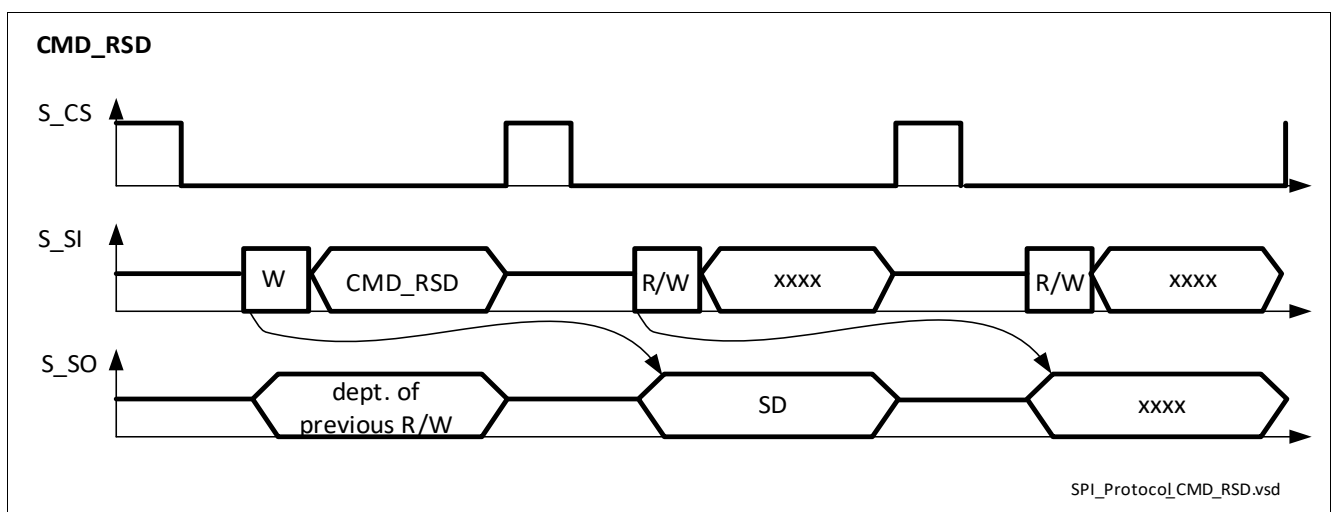 CMD_RSD
S_CS
S_SI
W
CMD_RSD
R/W
xxxx
R/W
xxxx
S_SO
dept. of
previous R/W
SD
xxxx
SPI_Protocol_CMD_RSD.vsd